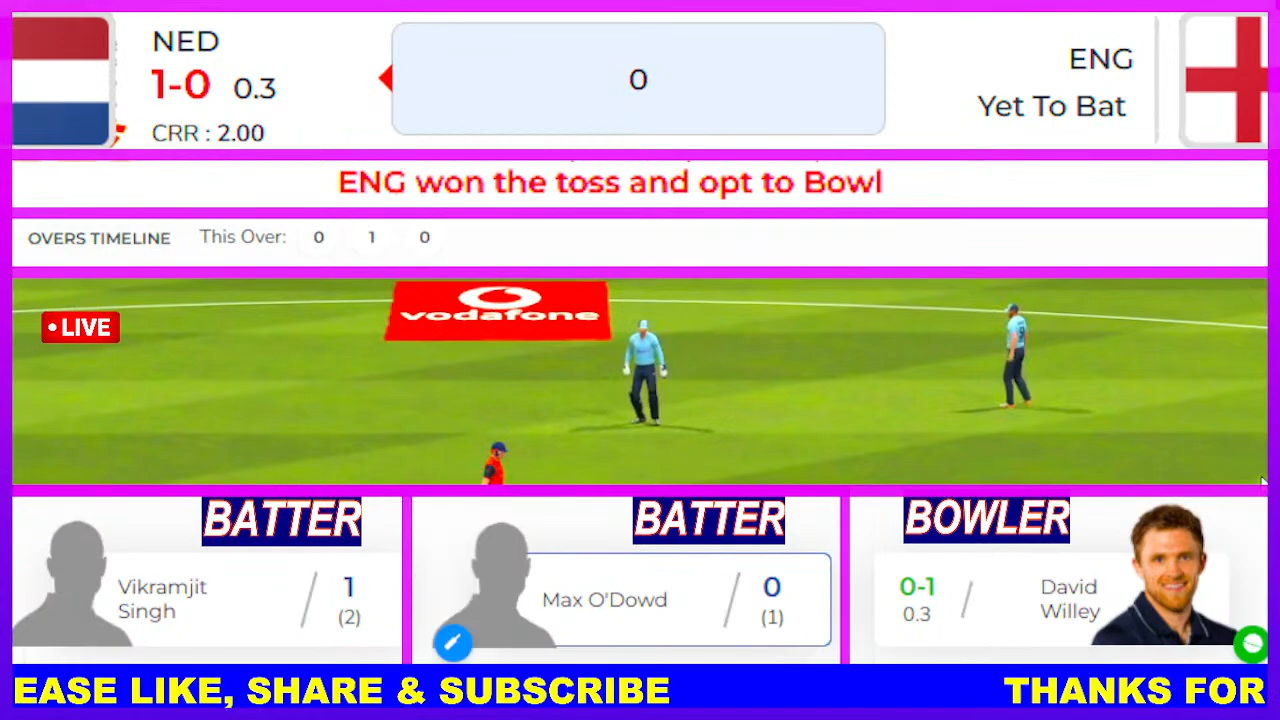 NED
1-0 0.3
CRR : 2.00
0
ENG
Yet To Bat
ENG won the toss and opt to Bowl
OVERS TIMELINE This Over: 0 1 0
vodafone
• LIVE
BATTER
Vikramjit
Singh
1
(2)
BATTER
Max O'Dowd
0
(1)
BOWLER
0-1
0.3
David
Willey
EASE LIKE, SHARE & SUBSCRIBE THANKS FOR